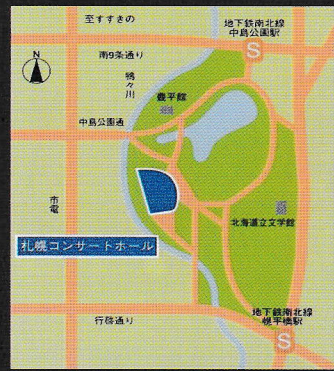 至すすきの
地下鉄南北線
中島公園駅
S
N
南9条通り
鴨々川
豊平館
中島公園通
市電
北海道立文学館
札幌コンサートホール
行啓通り
地下鉄南北線
幌平橋駅
S